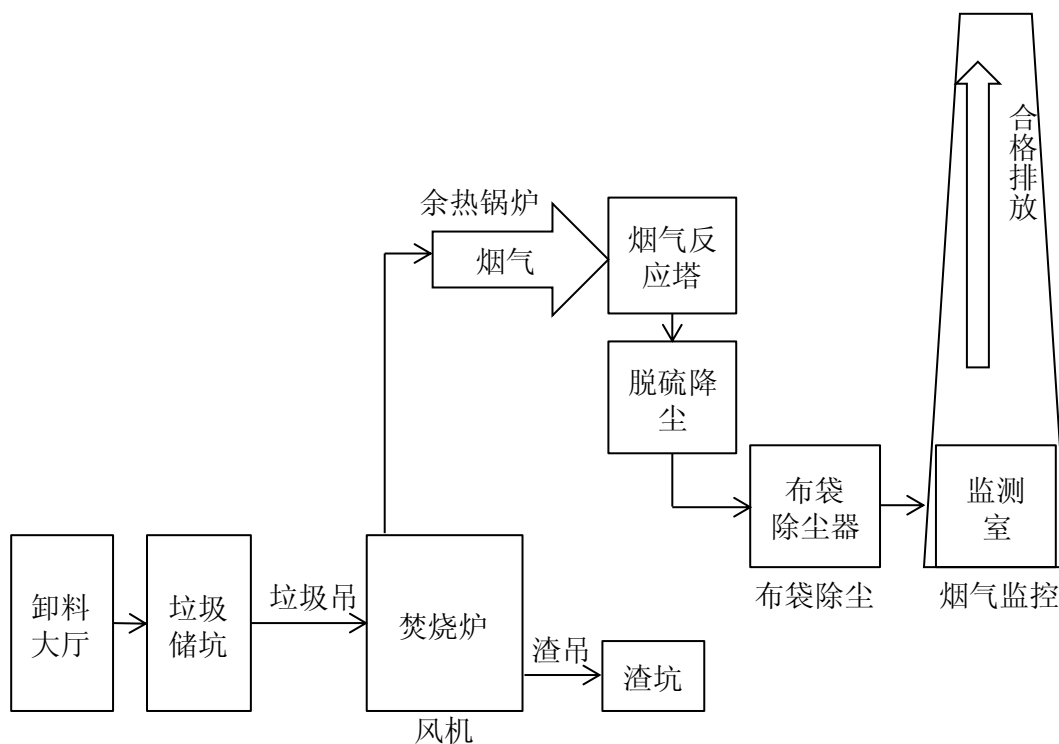 合格排放
余热锅炉
烟气
烟气反
应塔
脱硫降
尘
布袋
除尘器
监测
室
布袋除尘
烟气监控
卸料
大厅
垃圾
储坑
垃圾吊
焚烧炉
渣吊
渣坑
风机